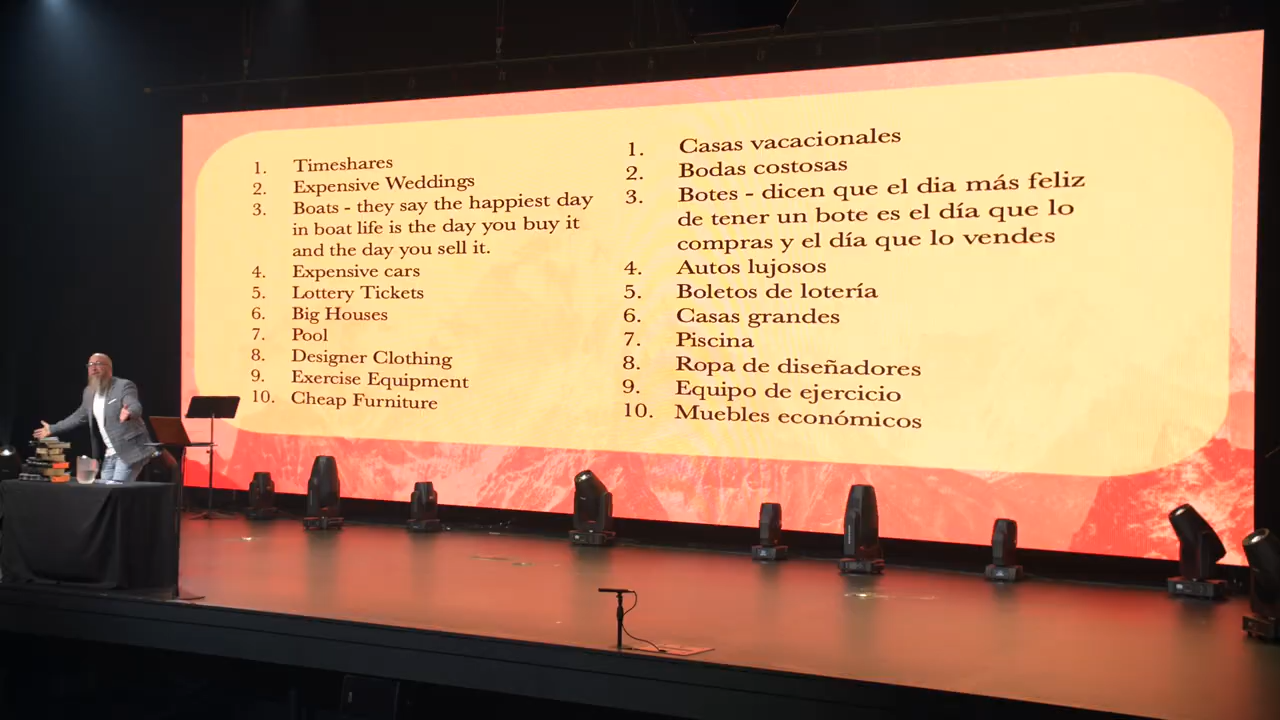 1. Timeshares
2. Expensive Weddings
3. Boats - they say the happiest day
in boat life is the day you buy it
and the day you sell it.
4. Expensive cars
5. Lottery Tickets
6. Big Houses
7. Pool
8. Designer Clothing
9. Exercise Equipment
10. Cheap Furniture
1. Casas vacacionales
2. Bodas costosas
3. Botes - dicen que el dia más feliz
de tener un bote es el día que lo
compras y el día que lo vendes
4. Autos lujosos
5. Boletos de lotería
6. Casas grandes
7. Piscina
8. Ropa de diseñadores
9. Equipo de ejercicio
10. Muebles económicos